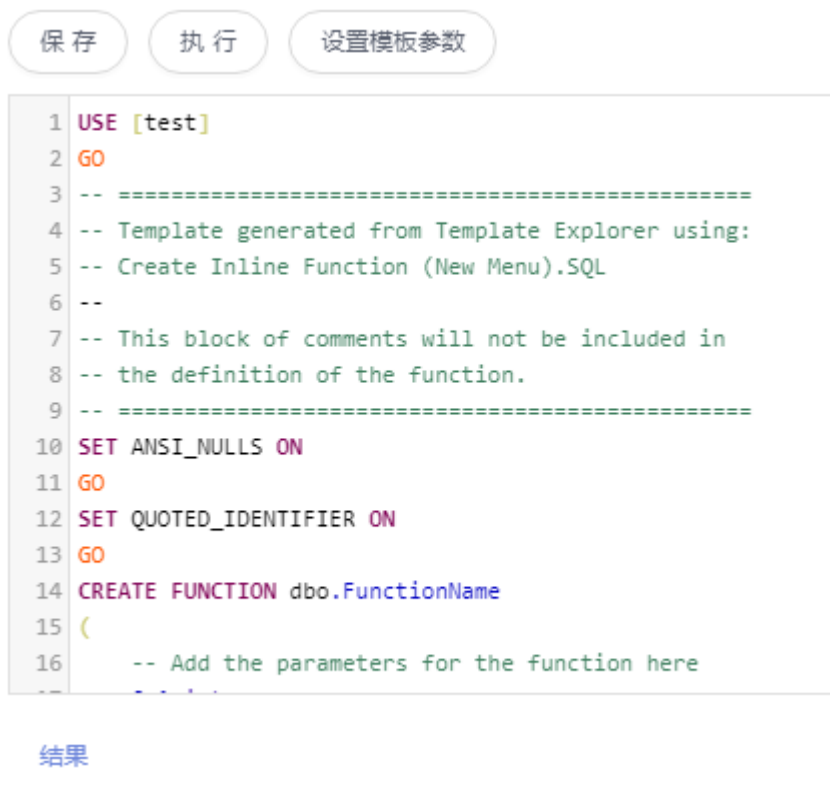 保存 执行 设置模板参数
1 USE [test]
2 GO
3 -- ================================================
4 -- Template generated from Template Explorer using:
5 -- Create Inline Function (New Menu).SQL
6 --
7 -- This block of comments will not be included in
8 -- the definition of the function.
9 -- ================================================
10 SET ANSI_NULLS ON
11 GO
12 SET QUOTED_IDENTIFIER ON
13 GO
14 CREATE FUNCTION dbo.FunctionName
15 (
16 -- Add the parameters for the function here
结果